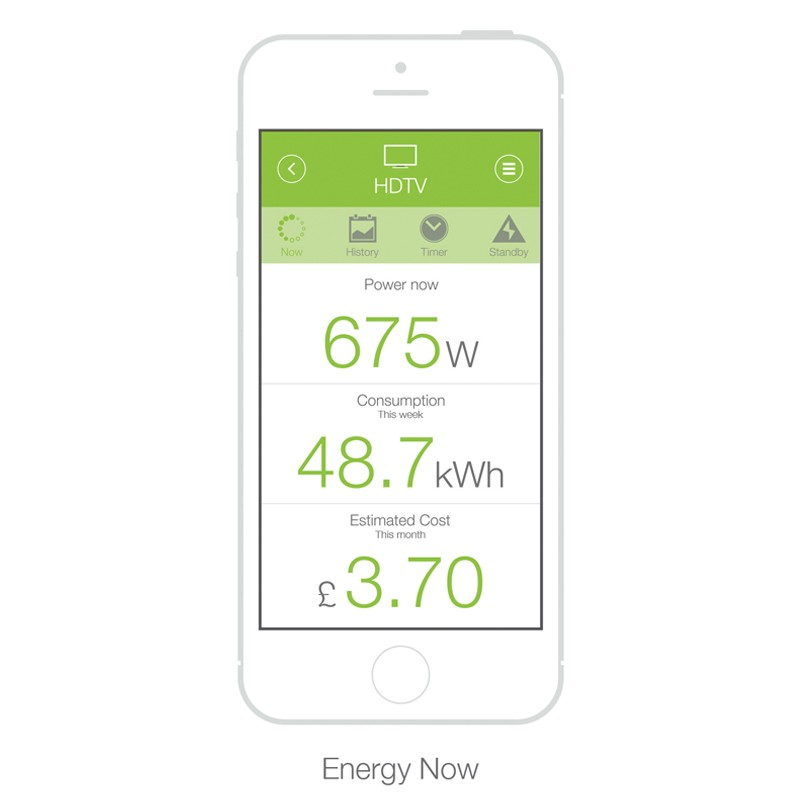 HDTV
Now History Timer Standby
Power now
675W
Consumption
This week
48.7kWh
Estimated Cost
This month
£3.70
Energy Now